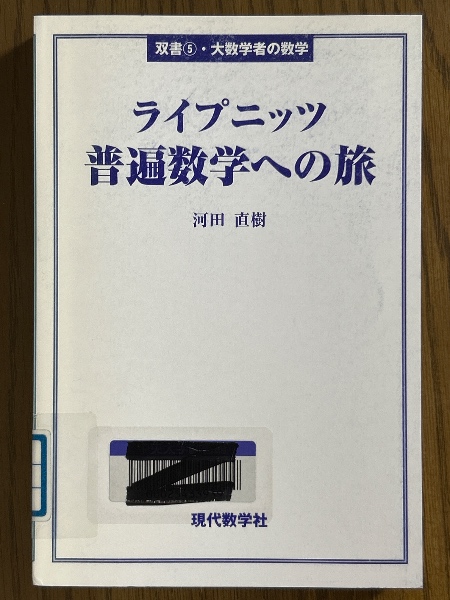 双書⑤・大数学者の数学
ライプニッツ
普遍数学への旅
河田 直樹
現代数学社